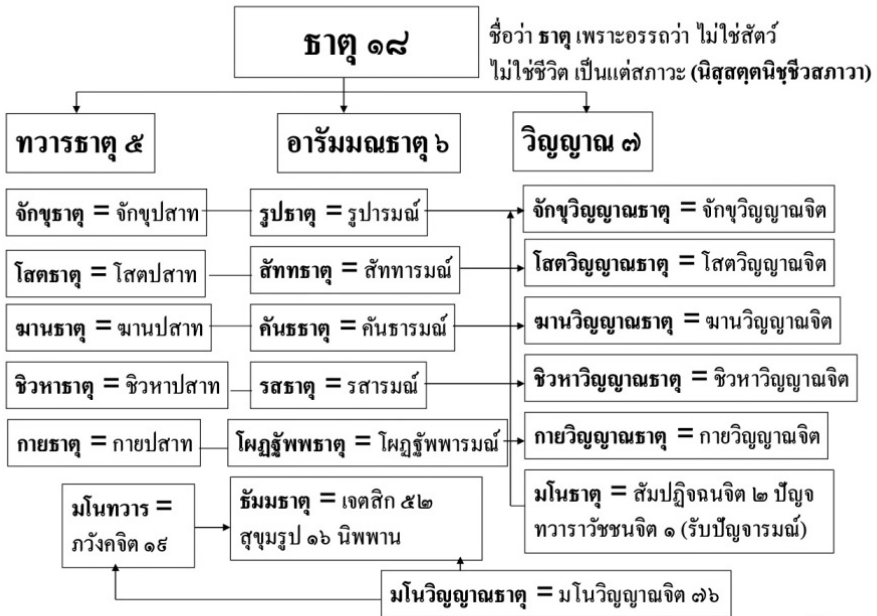 ธาตุ ๑๘
ชื่อว่า ธาตุ เพราะอรรถว่า ไม่ใช่สัตว์
ไม่ใช่ชีวิต เป็นแต่สภาวะ (นิสฺสตฺตนิชฺชีวสภาวา)
ทวารธาตุ ๕
อารัมมณธาตุ ๖
วิญญาณ ๗
จักขุธาตุ = จักขุปสาท
รูปธาตุ = รูปารมณ์
จักขุวิญญาณธาตุ = จักขุวิญญาณจิต
โสตธาตุ = โสตปสาท
สัททธาตุ = สัททารมณ์
โสตวิญญาณธาตุ = โสตวิญญาณจิต
ฆานธาตุ = ฆานปสาท
คันธธาตุ = คันธารมณ์
ฆานวิญญาณธาตุ = ฆานวิญญาณจิต
ชิวหาธาตุ = ชิวหาปสาท
รสธาตุ = รสารมณ์
ชิวหาวิญญาณธาตุ = ชิวหาวิญญาณจิต
กายธาตุ = กายปสาท
โผฏฐัพพธาตุ = โผฏฐัพพารมณ์
กายวิญญาณธาตุ = กายวิญญาณจิต
มโนทวาร =
ภวังคจิต ๑๙
ธัมมธาตุ = เจตสิก ๕๒
สุขุมรูป ๑๖ นิพพาน
มโนธาตุ = สัมปฏิจฉนจิต ๒ ปัญจ
ทวาราวัชชนจิต ๑ (รับปัญจารมณ์)
มโนวิญญาณธาตุ = มโนวิญญาณจิต ๗๖